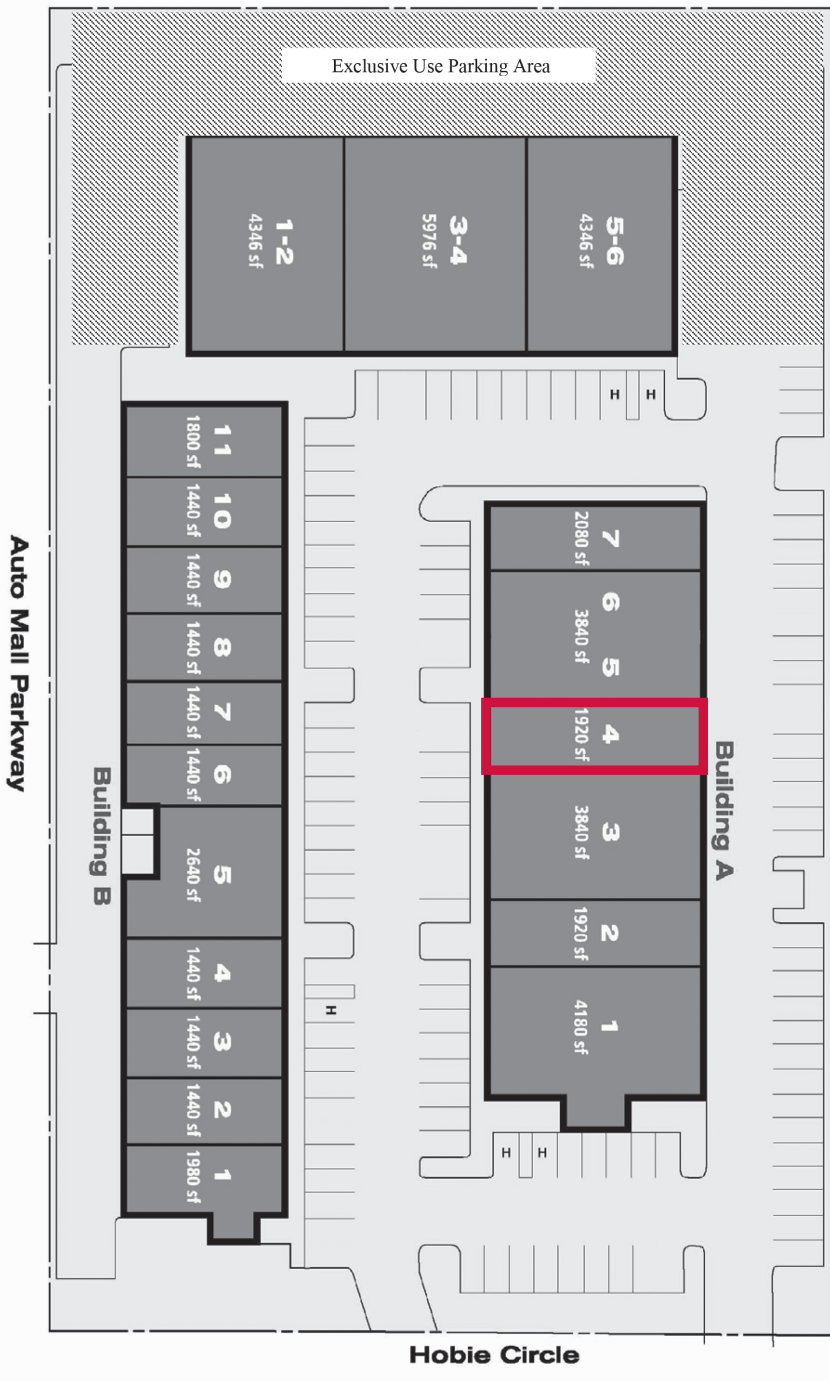 Exclusive Use Parking Area
1-2
4346 sf
3-4
5976 sf
5-6
4346 sf
H
H
11
1800 sf
10
1440 sf
9
1440 sf
8
1440 sf
7
1440 sf
6
1440 sf
5
2640 sf
4
1440 sf
3
1440 sf
2
1440 sf
1
1980 sf
Building B
Auto Mall Parkway
H
7
2080 sf
6
3840 sf
5
4
1920 sf
3
3840 sf
2
1920 sf
1
4180 sf
Building A
H
H
Hobie Circle